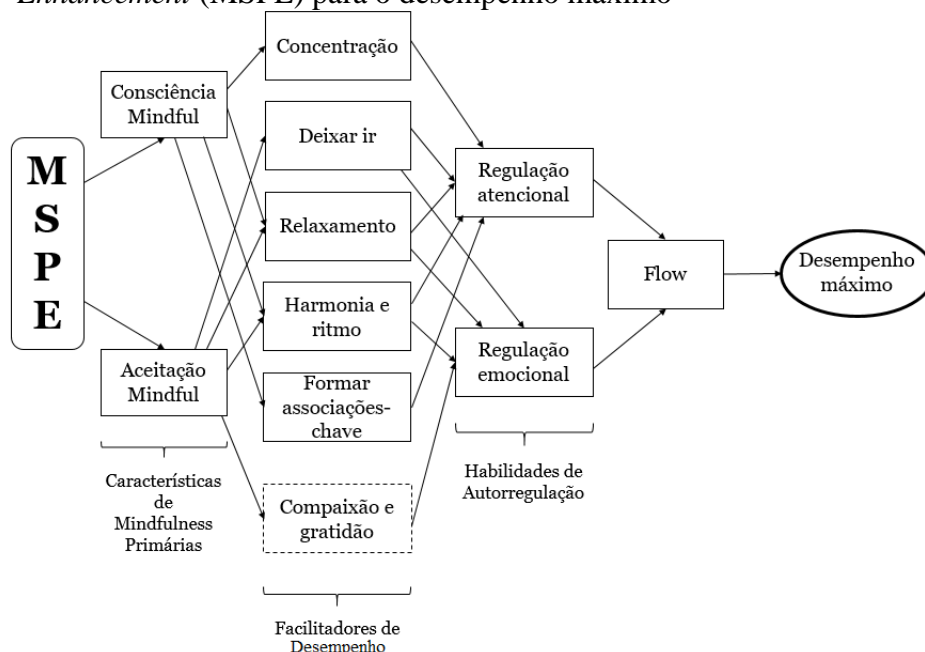 Enhancement (MSPE) para o desempenho máximo
Concentração
Consciência
Mindful
Deixar ir
M
S
P
E
Regulação
atencional
Relaxamento
Flow
Desempenho
máximo
Harmonia e
ritmo
Aceitação
Mindful
Regulação
emocional
Formar
associações-
chave
Características
de
Mindfulness
Primárias
Habilidades de
Autorregulação
Compaixão e
gratidão
Facilitadores de
Desempenho